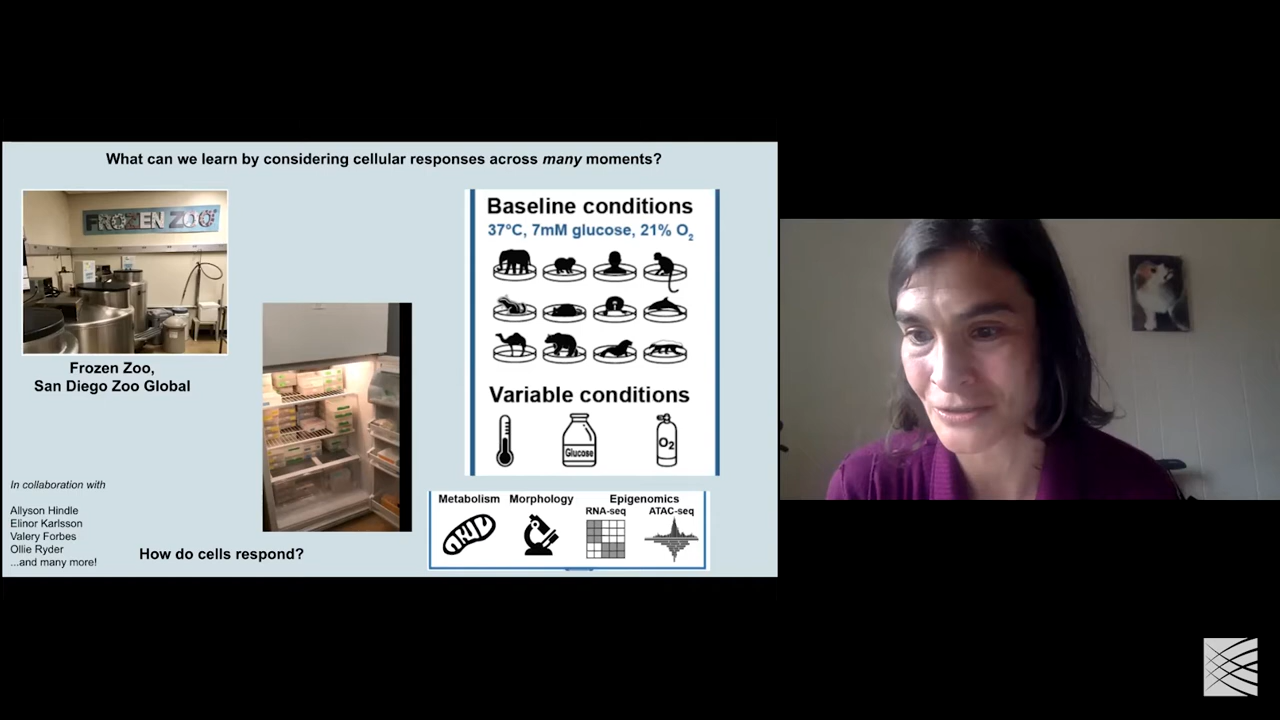 What can we learn by considering cellular responses across many moments?
FROZEN ZOO
Frozen Zoo,
San Diego Zoo Global
In collaboration with
Allyson Hindle
Elinor Karlsson
Valery Forbes
Ollie Ryder
...and many more!
How do cells respond?
Baseline conditions
37°C, 7mM glucose, 21% O2
Variable conditions
Glucose
O2
Metabolism Morphology Epigenomics
RNA-seq ATAC-seq